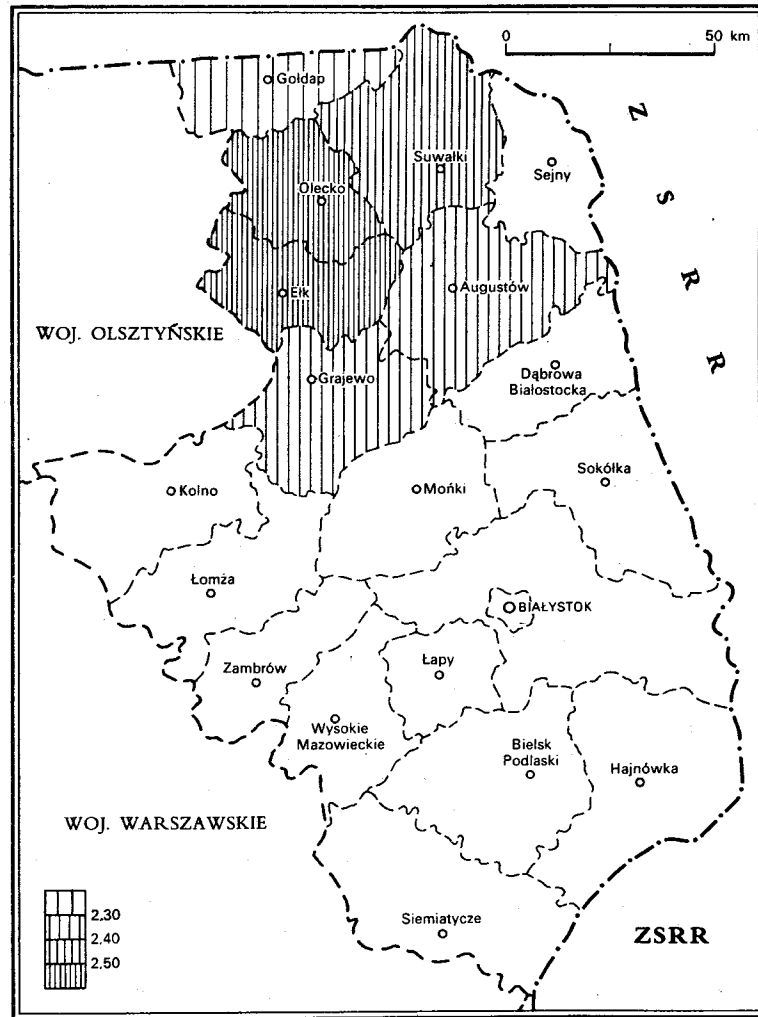 0 50 km
Gołdap
Z
S
R
R
Suwałki
Sejny
Olecko
Ełk
Augustów
WOJ. OLSZTYŃSKIE
Grajewo
Dąbrowa
Białostocka
Kolno
Mońki
Sokółka
Łomża
BIAŁYSTOK
Zambrów
Łapy
Wysokie
Mazowieckie
Bielsk
Podlaski
Hajnówka
WOJ. WARSZAWSKIE
2,30
2,40
2,50
Siemiatycze
ZSRR